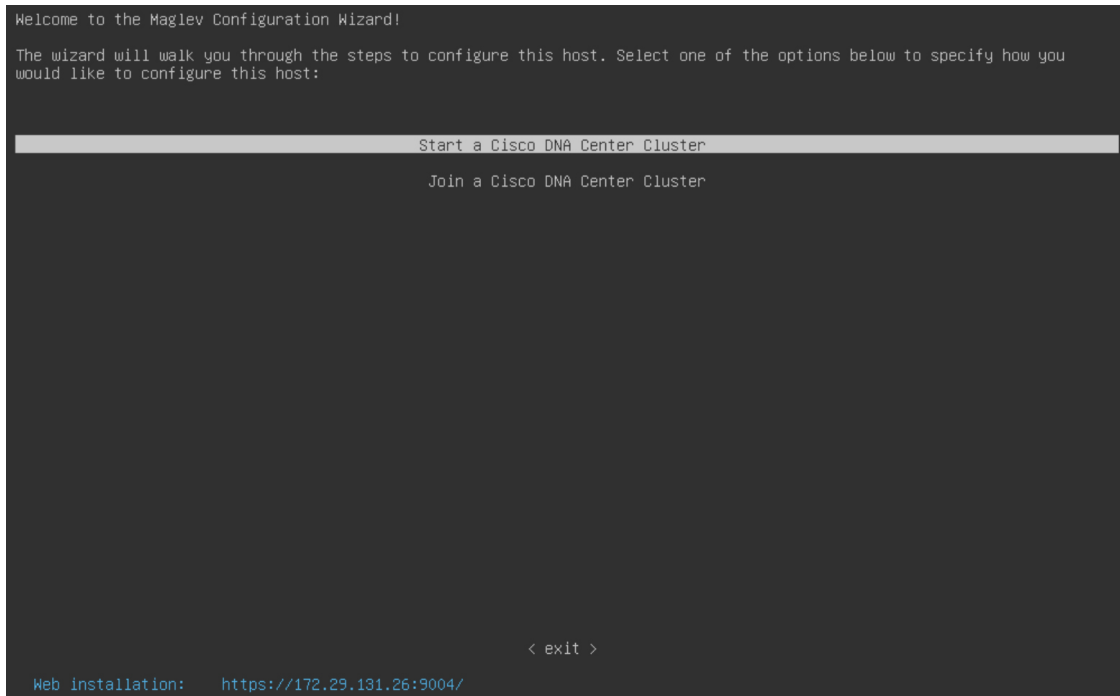 Welcome to the Maglev Configuration Wizard!
The wizard will walk you through the steps to configure this host. Select one of the options below to specify how you
would like to configure this host:
Start a Cisco DNA Center Cluster
Join a Cisco DNA Center Cluster
< exit >
Web installation: https://172.29.131.26:9004/